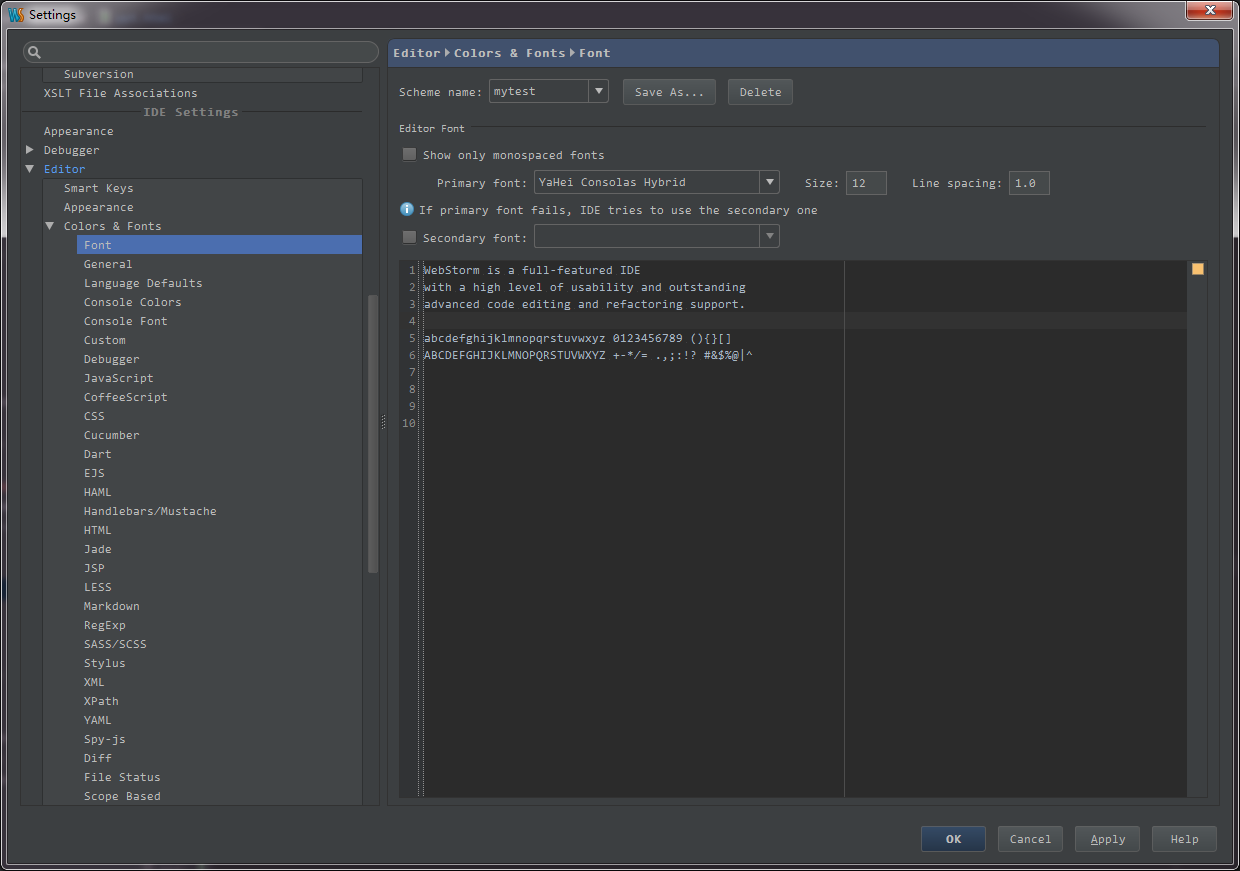 Settings
Subversion
XSLT File Associations
IDE Settings
Appearance
Debugger
Editor
Smart Keys
Appearance
Colors & Fonts
Font
General
Language Defaults
Console Colors
Console Font
Custom
Debugger
JavaScript
CoffeeScript
CSS
Cucumber
Dart
EJS
HAML
Handlebars/Mustache
HTML
Jade
JSP
LESS
Markdown
RegExp
SASS/SCSS
Stylus
XML
XPath
YAML
Spy-js
Diff
File Status
Scope Based
Editor Colors & Fonts Font
Scheme name: mytest Save As... Delete
Editor Font
Show only monospaced fonts
Primary font: YaHei Consolas Hybrid Size: 12 Line spacing: 1.0
If primary font fails, IDE tries to use the secondary one
Secondary font:
1 WebStorm is a full-featured IDE
2 with a high level of usability and outstanding
3 advanced code editing and refactoring support.
4
5 abcdefghijklmnopqrstuvwxyz 0123456789 (){}[]
6 ABCDEFGHIJKLMNOPQRSTUVWXYZ +-*/= .,;:!? #&$%@|^
7
8
9
10
OK Cancel Apply Help